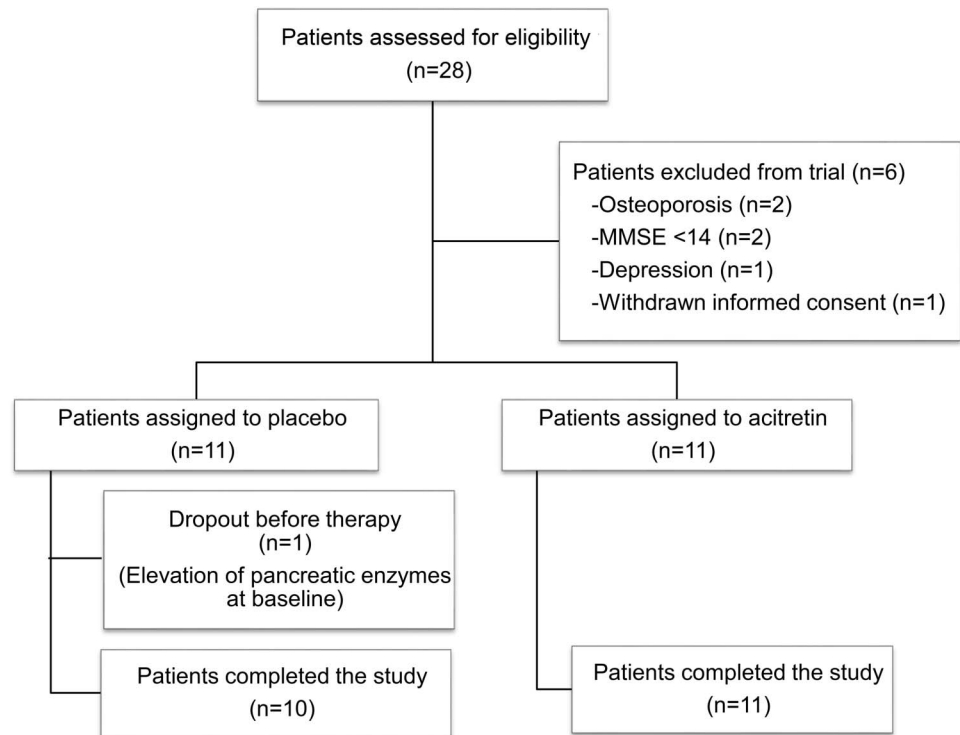 Patients assessed for eligibility
(n=28)
Patients excluded from trial (n=6)
-Osteoporosis (n=2)
-MMSE <14 (n=2)
-Depression (n=1)
-Withdrawn informed consent (n=1)
Patients assigned to placebo
(n=11)
Patients assigned to acitretin
(n=11)
Dropout before therapy
(n=1)
(Elevation of pancreatic enzymes
at baseline)
Patients completed the study
(n=10)
Patients completed the study
(n=11)